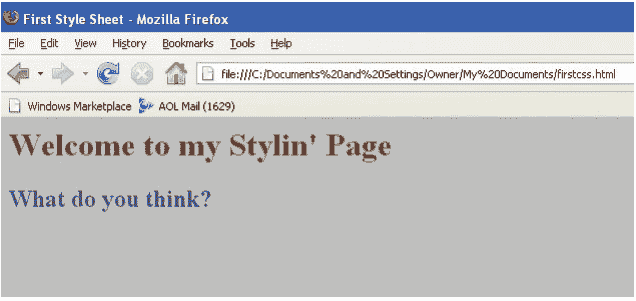 First Style Sheet - Mozilla Firefox
File Edit View History Bookmarks Tools Help
file:///C:/Documents%20and%20Settings/Owner/My%20Documents/firstcss.html
Windows Marketplace AOL Mail (1629)
Welcome to my Stylin' Page
What do you think?